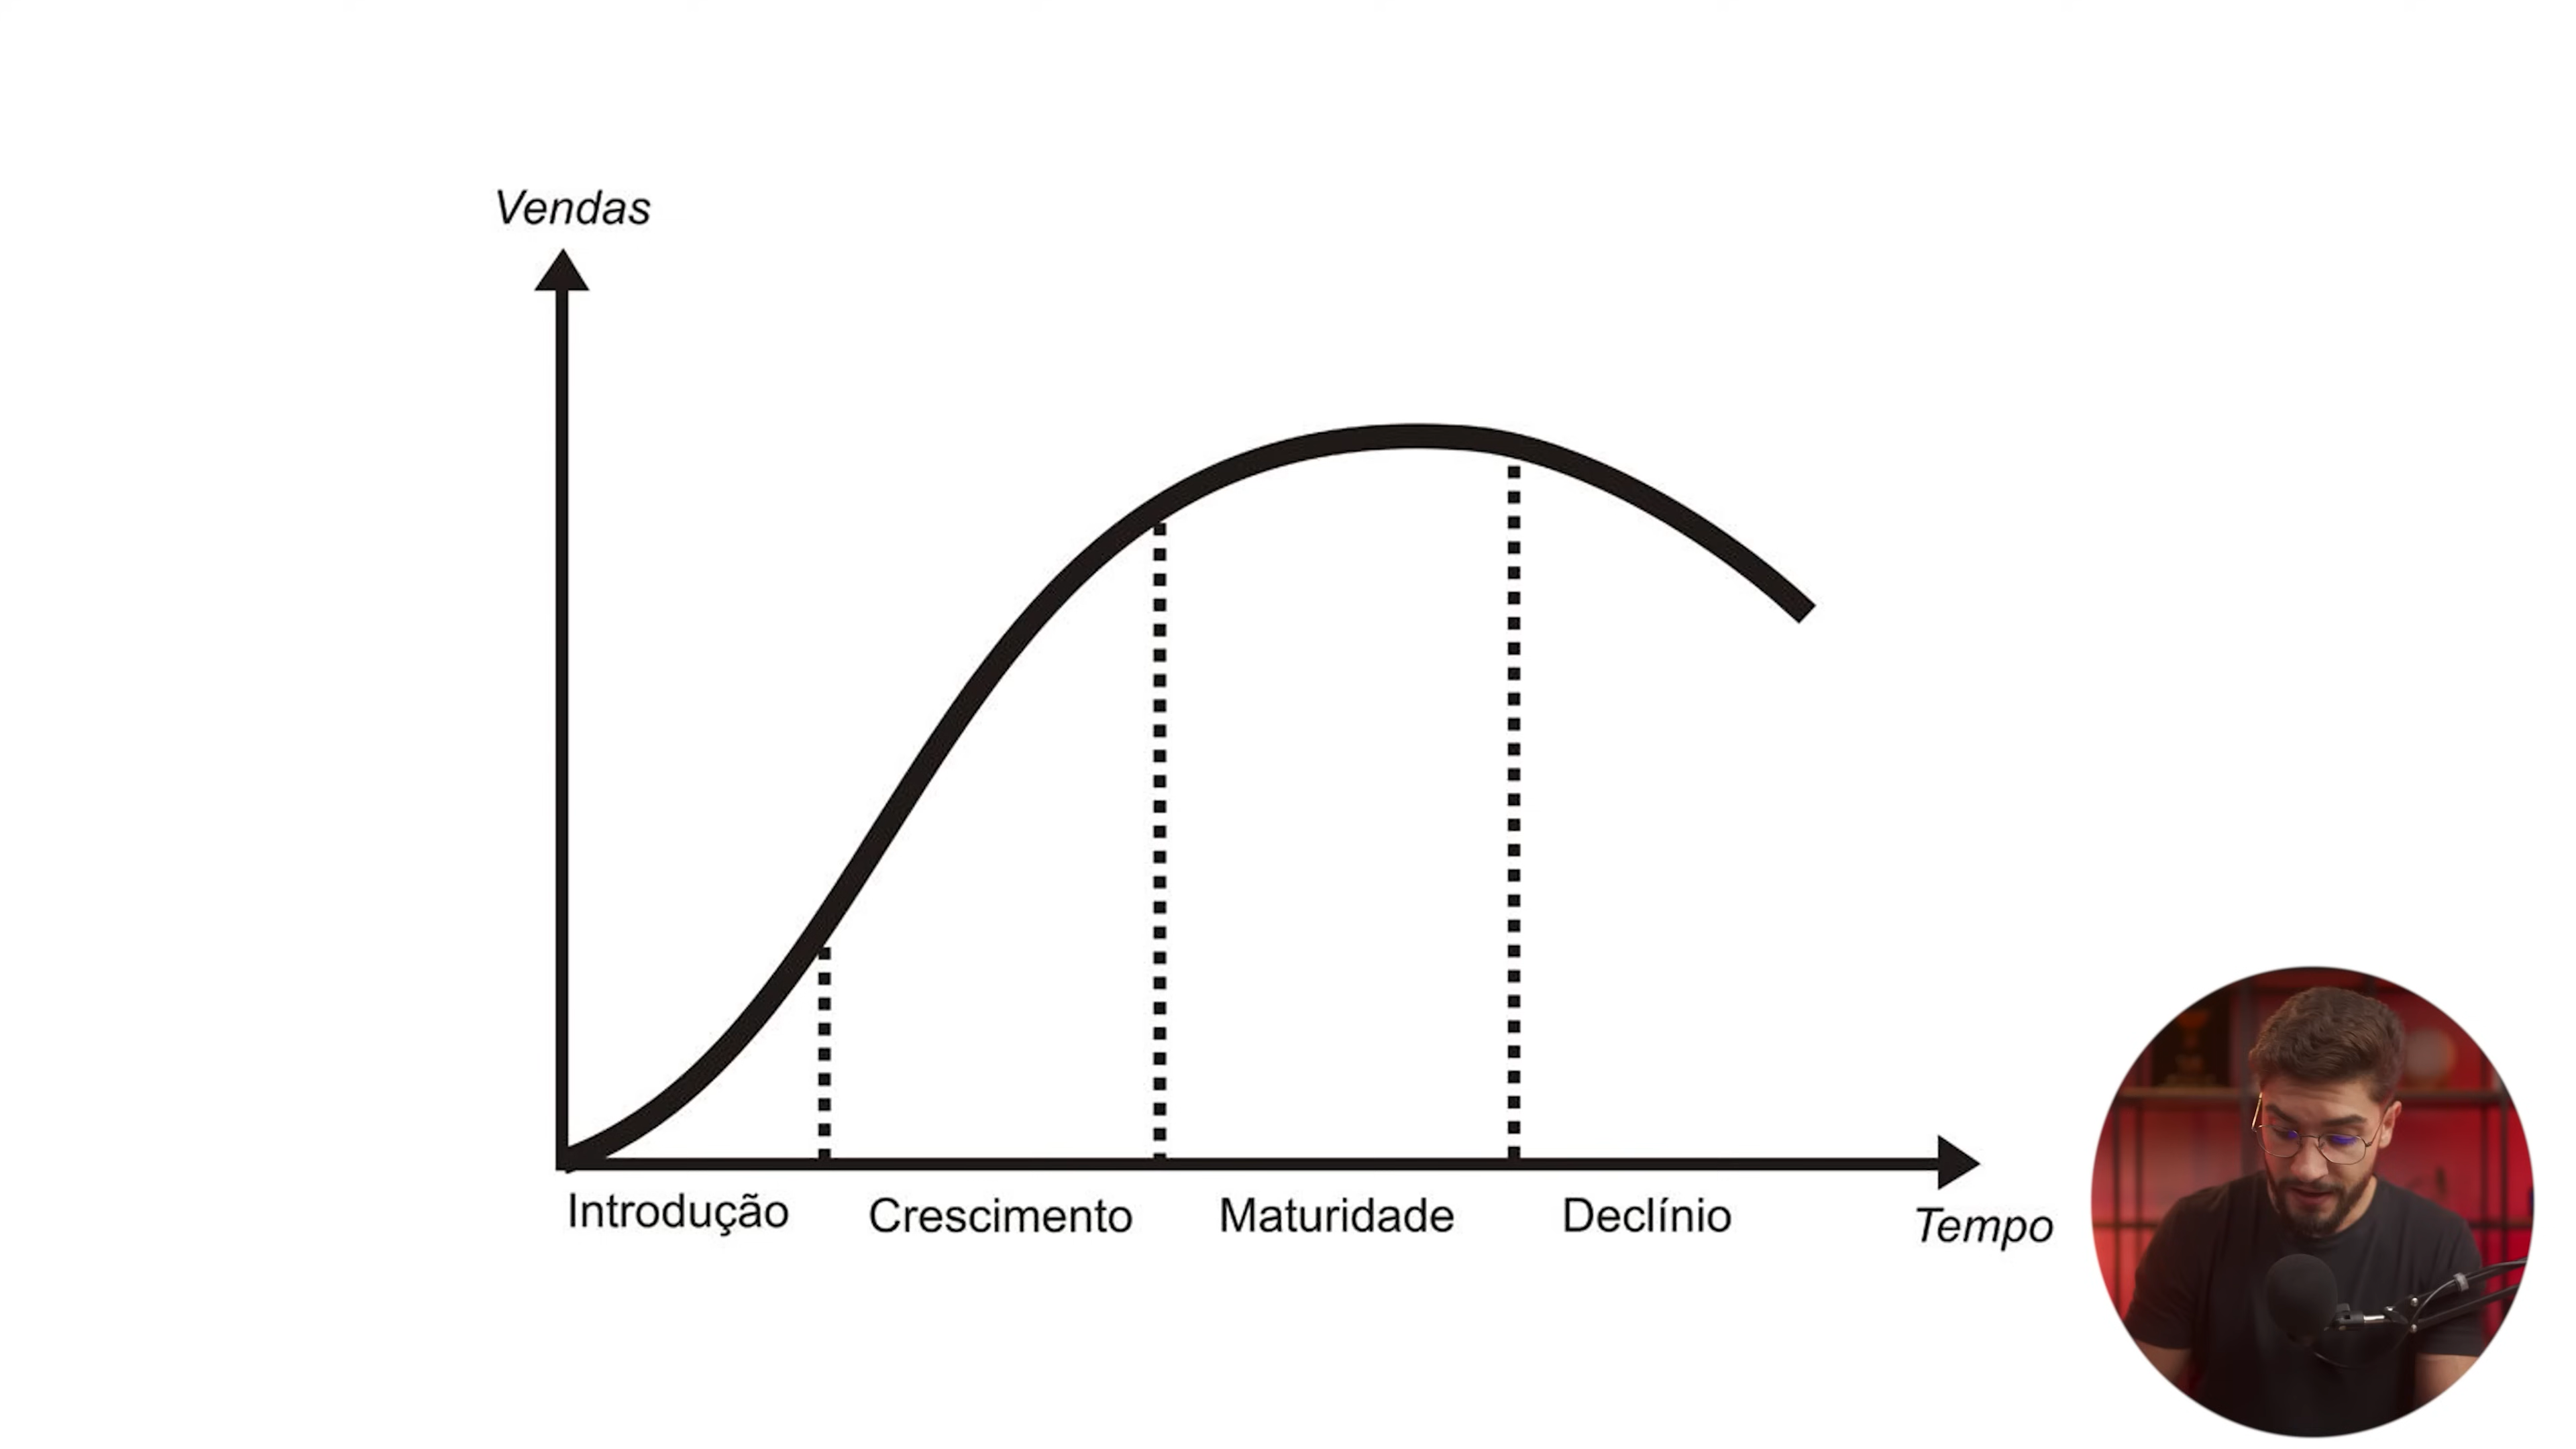 Vendas
Introdução
Crescimento
Maturidade
Declínio
Tempo